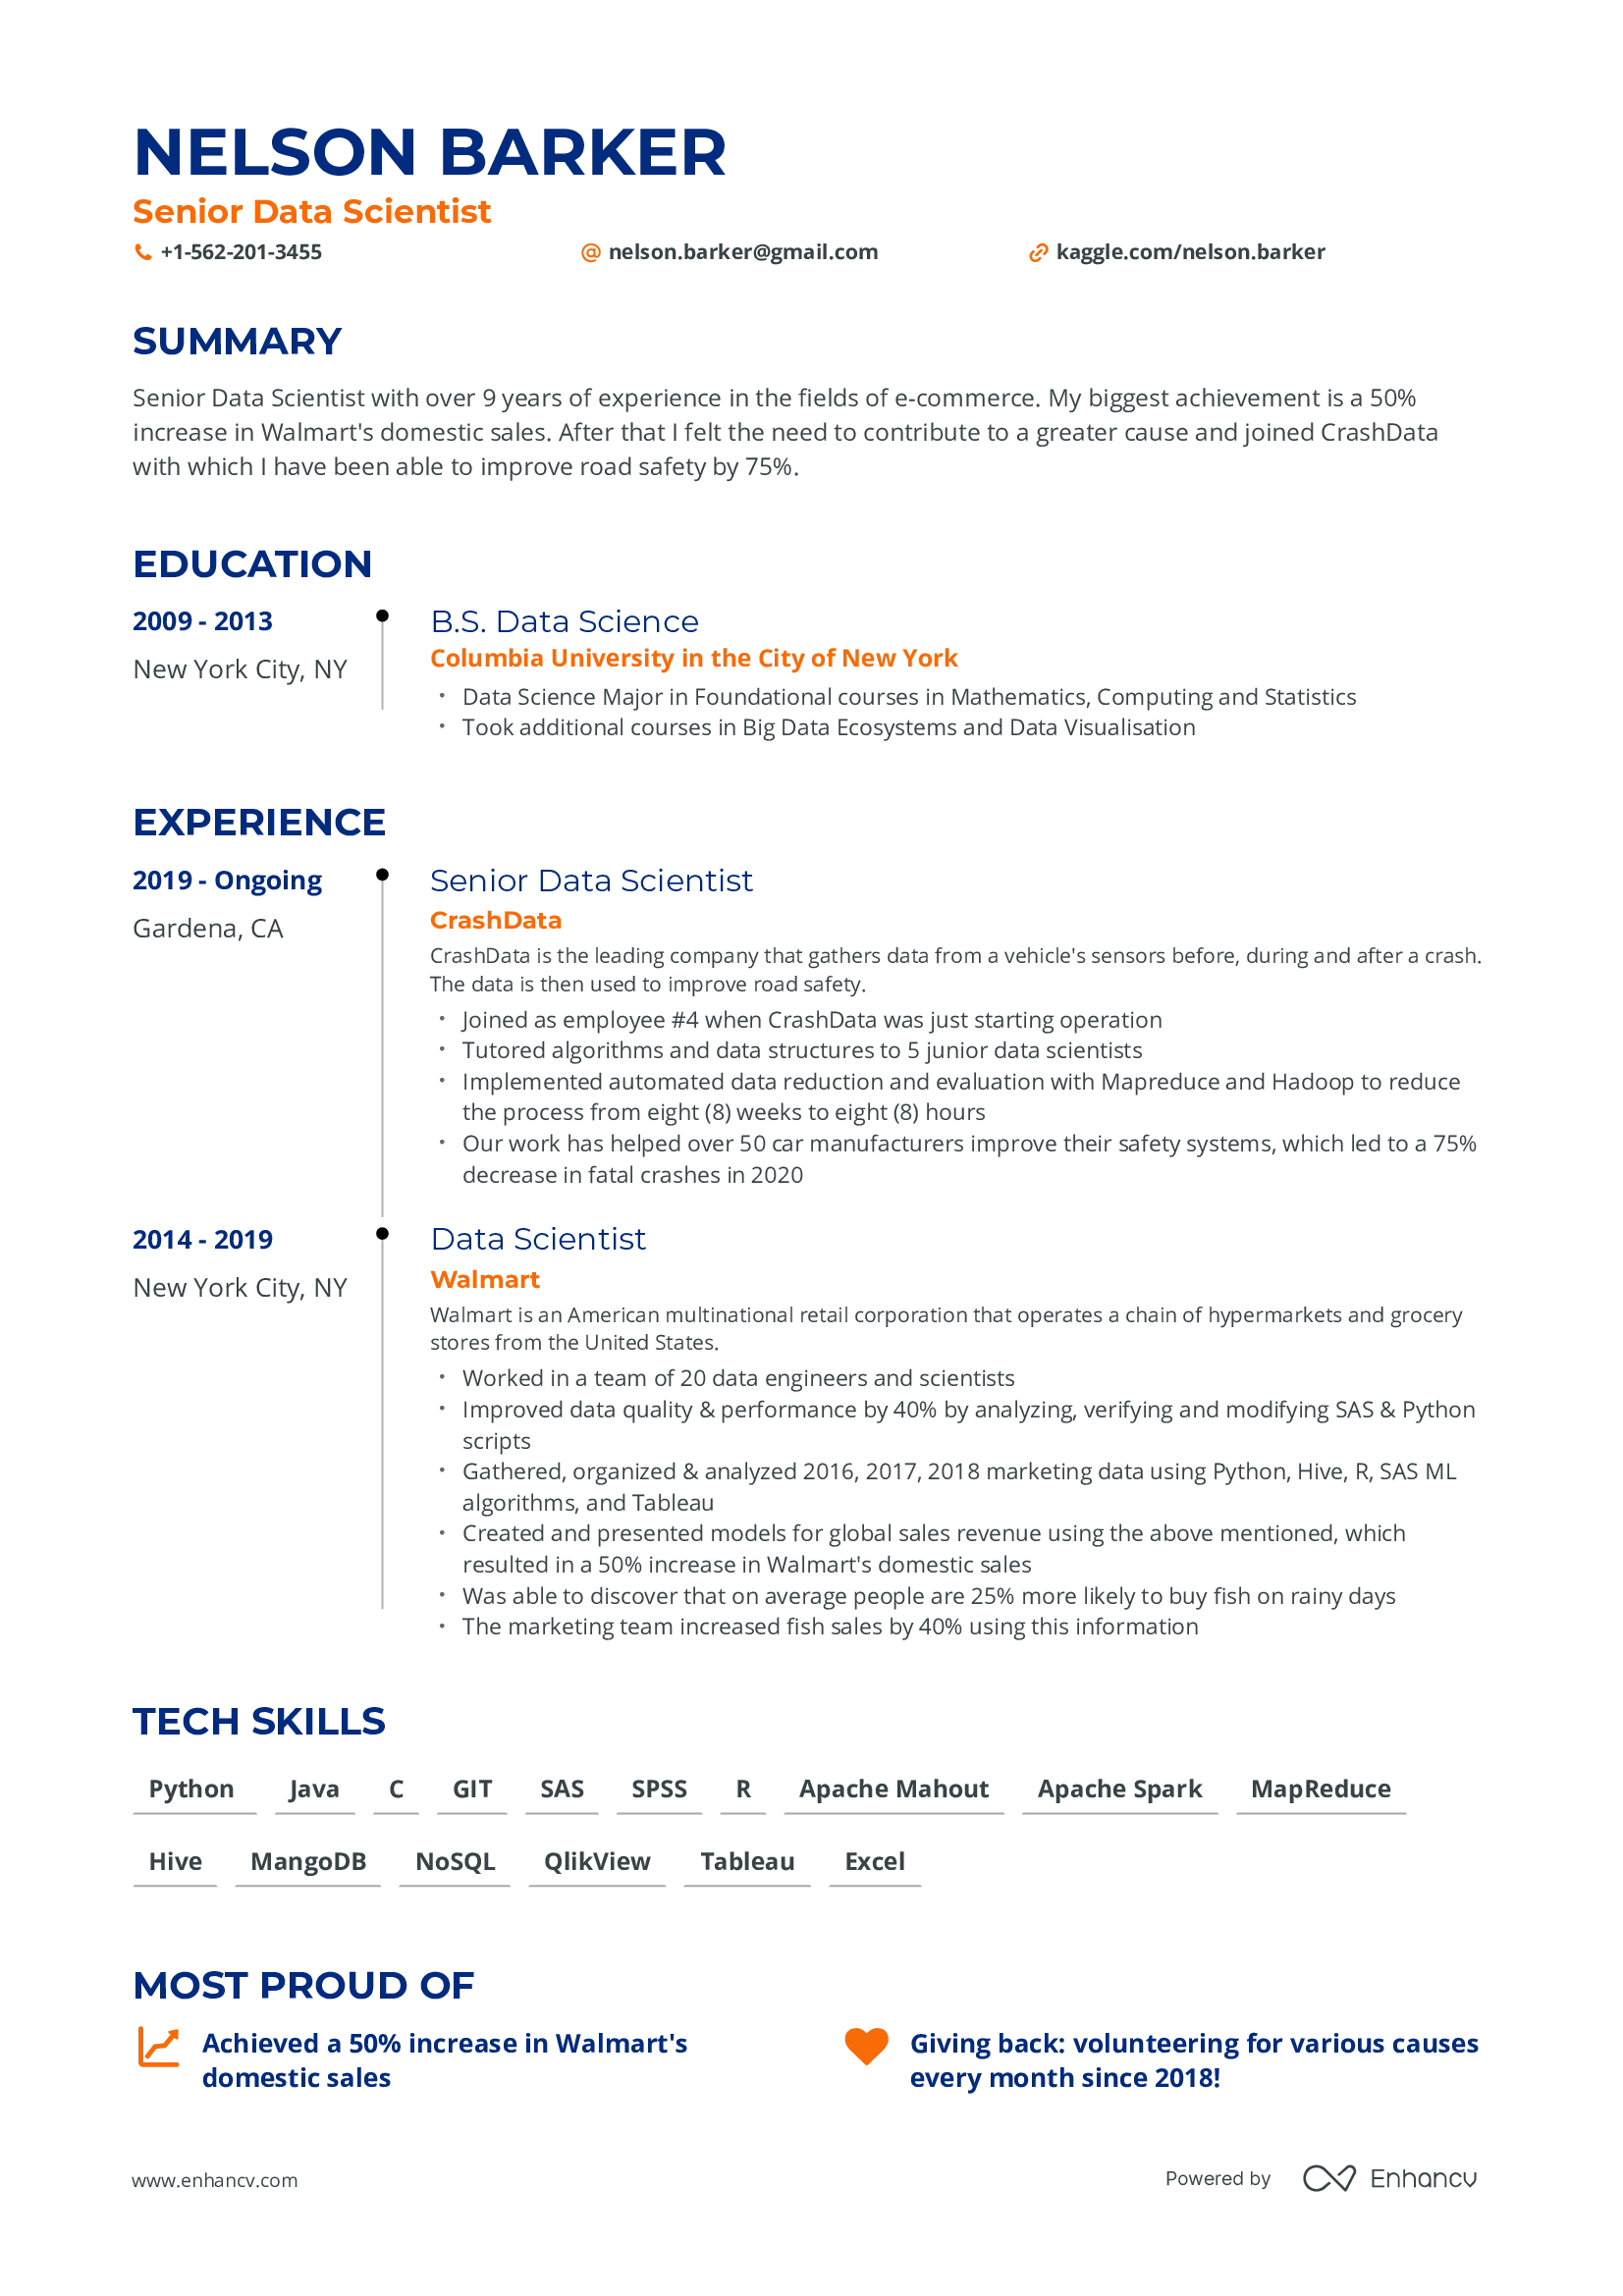 NELSON BARKER
Senior Data Scientist
+1-562-201-3455 @ nelson.barker@gmail.com kaggle.com/nelson.barker
SUMMARY
Senior Data Scientist with over 9 years of experience in the fields of e-commerce. My biggest achievement is a 50%
increase in Walmart's domestic sales. After that I felt the need to contribute to a greater cause and joined CrashData
with which I have been able to improve road safety by 75%.
EDUCATION
2009 - 2013
New York City, NY
B.S. Data Science
Columbia University in the City of New York
• Data Science Major in Foundational courses in Mathematics, Computing and Statistics
• Took additional courses in Big Data Ecosystems and Data Visualisation
EXPERIENCE
2019 - Ongoing
Gardena, CA
Senior Data Scientist
CrashData
CrashData is the leading company that gathers data from a vehicle's sensors before, during and after a crash.
The data is then used to improve road safety.
• Joined as employee #4 when CrashData was just starting operation
• Tutored algorithms and data structures to 5 junior data scientists
• Implemented automated data reduction and evaluation with Mapreduce and Hadoop to reduce
the process from eight (8) weeks to eight (8) hours
• Our work has helped over 50 car manufacturers improve their safety systems, which led to a 75%
decrease in fatal crashes in 2020
2014 - 2019
New York City, NY
Data Scientist
Walmart
Walmart is an American multinational retail corporation that operates a chain of hypermarkets and grocery
stores from the United States.
• Worked in a team of 20 data engineers and scientists
• Improved data quality & performance by 40% by analyzing, verifying and modifying SAS & Python
scripts
• Gathered, organized & analyzed 2016, 2017, 2018 marketing data using Python, Hive, R, SAS ML
algorithms, and Tableau
• Created and presented models for global sales revenue using the above mentioned, which
resulted in a 50% increase in Walmart's domestic sales
• Was able to discover that on average people are 25% more likely to buy fish on rainy days
• The marketing team increased fish sales by 40% using this information
TECH SKILLS
Python Java C GIT SAS SPSS R Apache Mahout Apache Spark MapReduce
Hive MangoDB NoSQL QlikView Tableau Excel
MOST PROUD OF
Achieved a 50% increase in Walmart's
domestic sales
Giving back: volunteering for various causes
every month since 2018!
www.enhancv.com
Powered by Enhancv